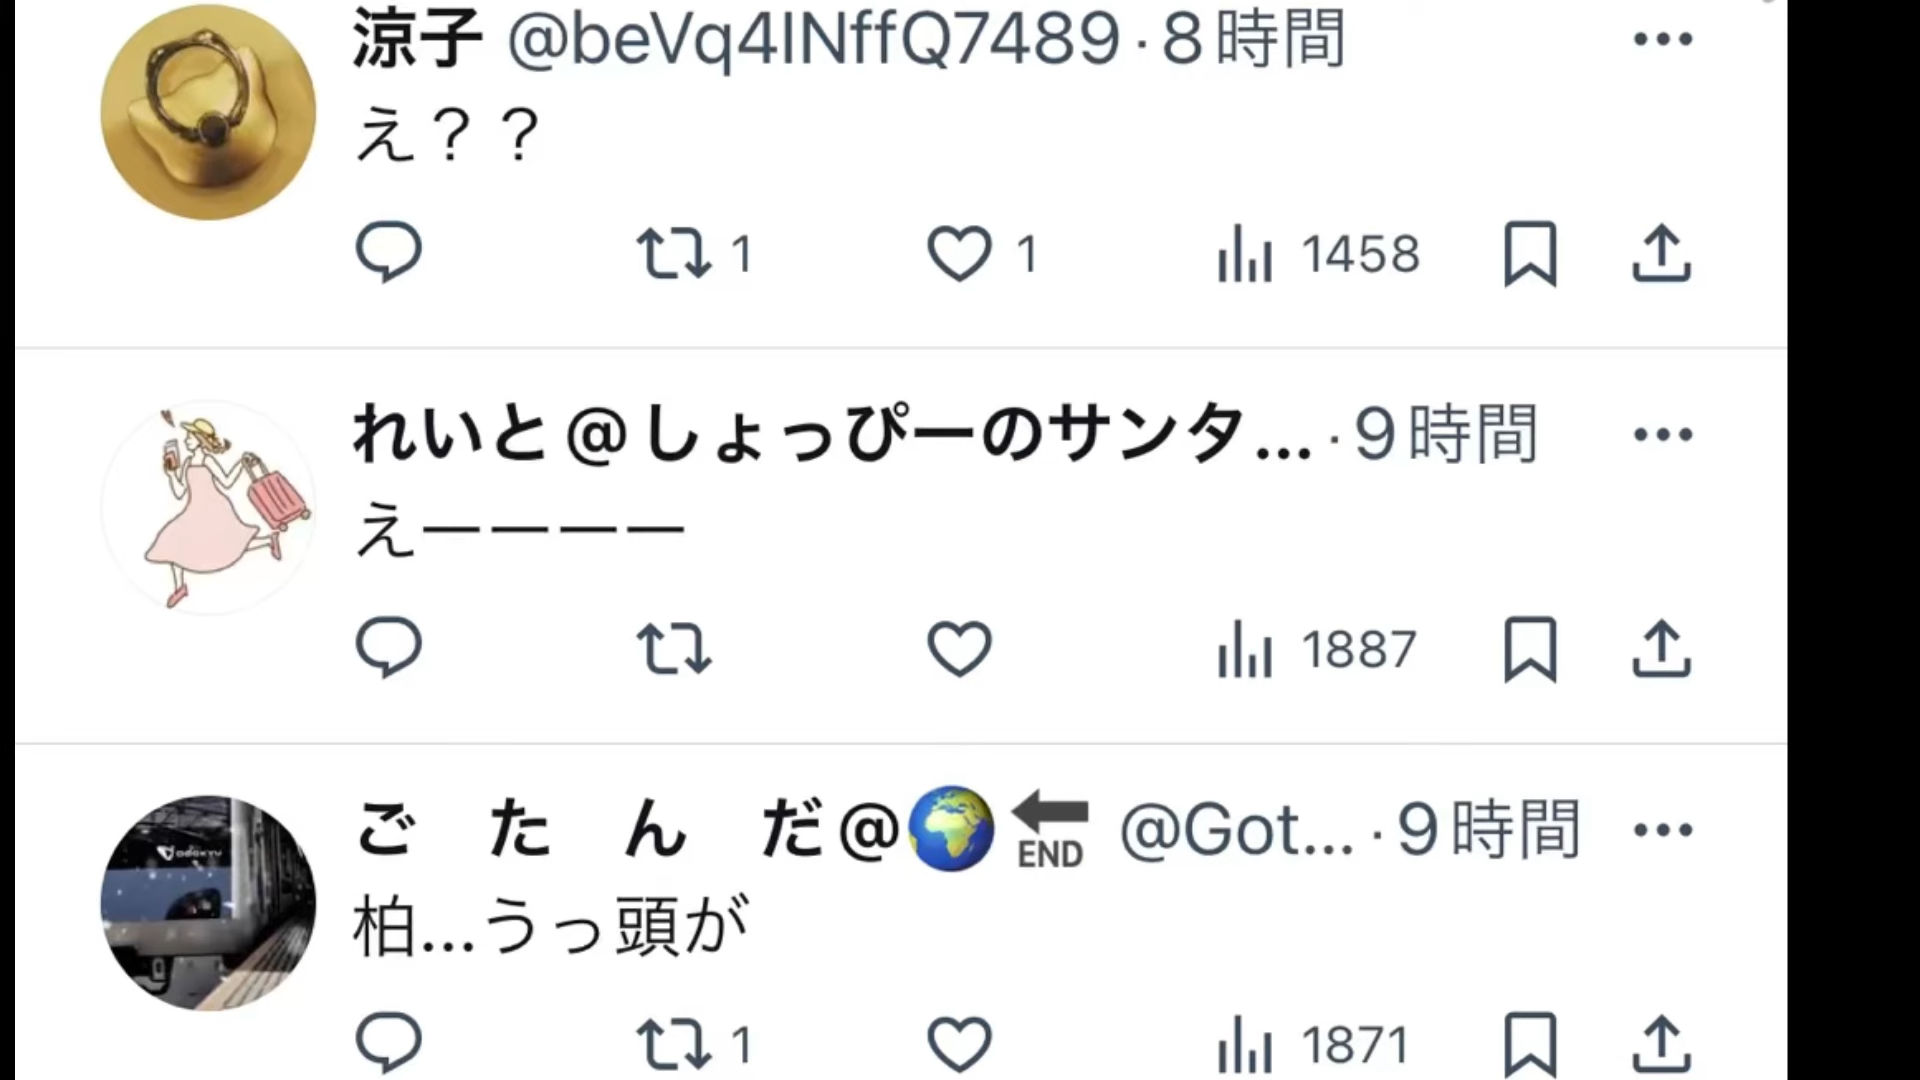 涼子 @beVq4INffQ7489 · 8時間
え？？
1 1 1458
れいと@しょっぴーのサンタ... · 9時間
えーーーー
1887
ご　た　ん　だ@🌍🔚 @Got... · 9時間
柏...うっ頭が
1 1871